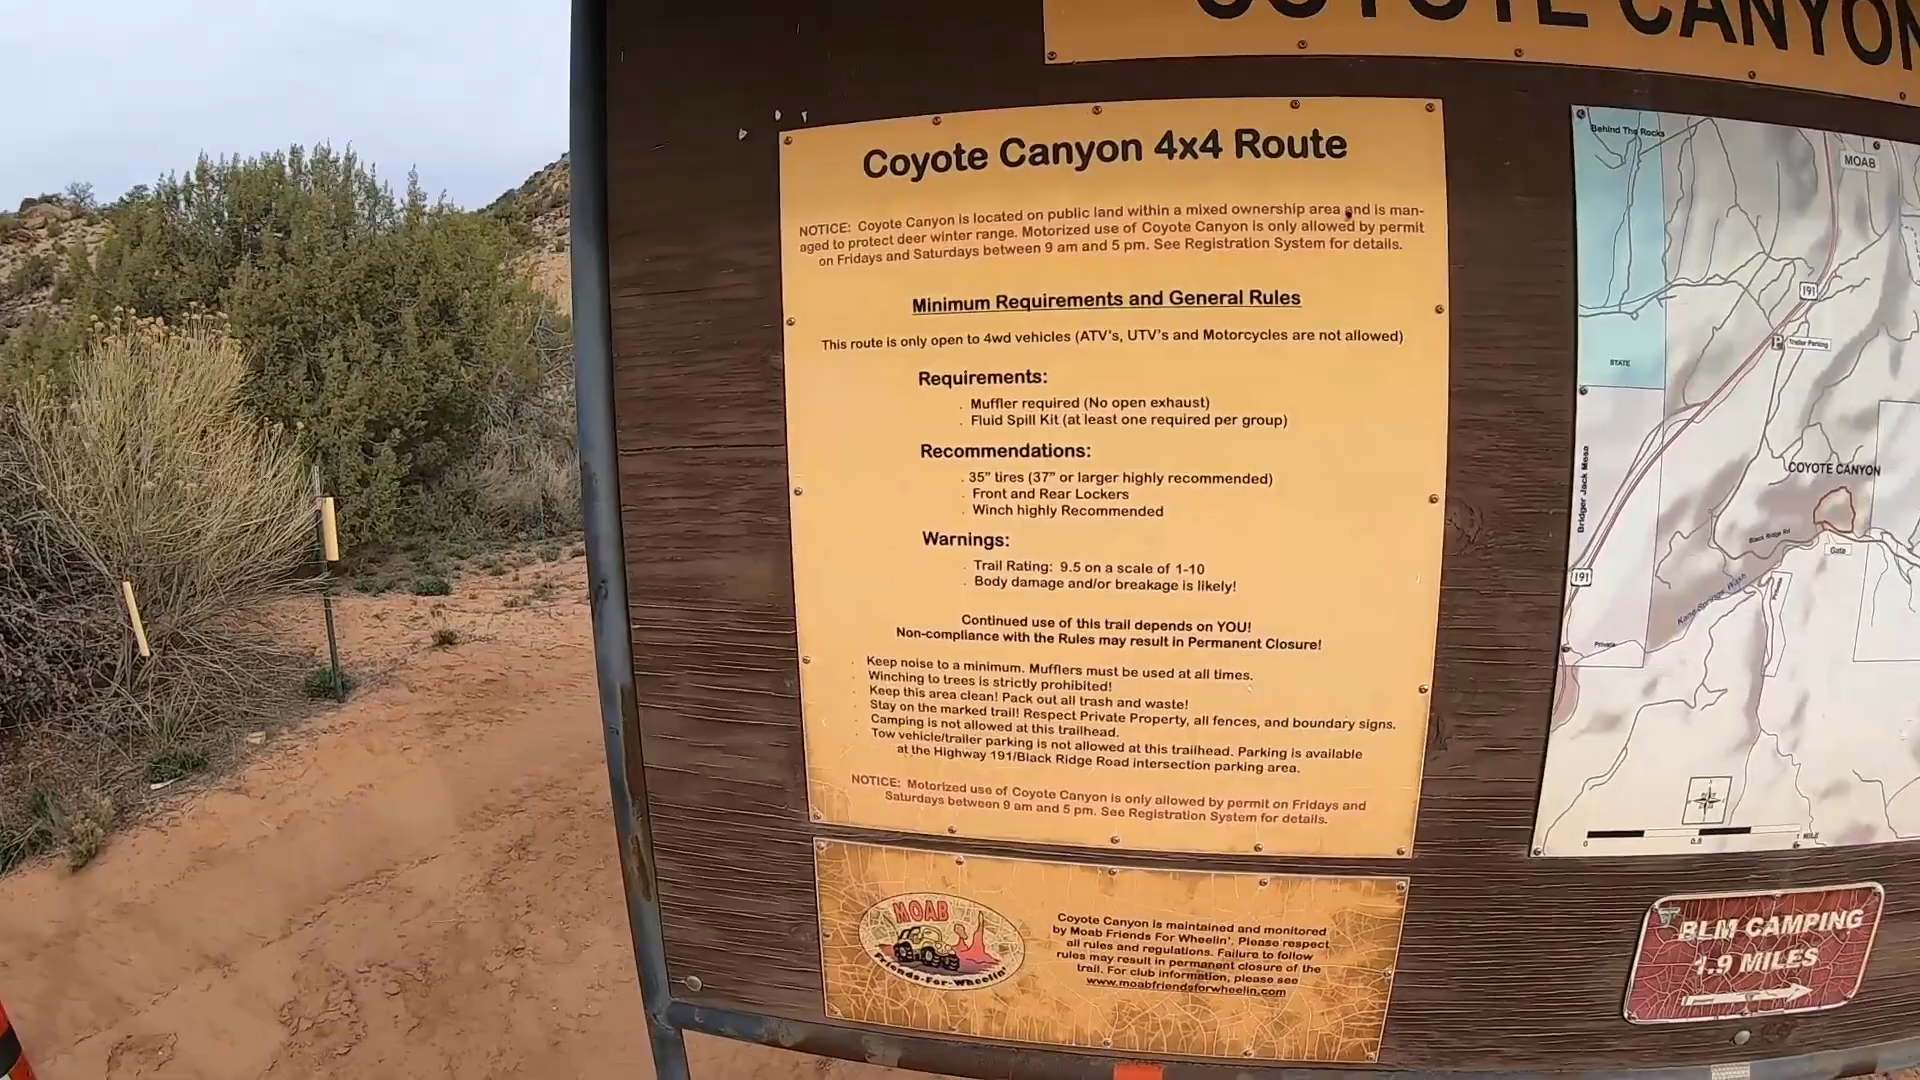 COYOTE CANYON
Coyote Canyon 4x4 Route
NOTICE: Coyote Canyon is located on public land within a mixed ownership area and is man-
aged to protect deer winter range. Motorized use of Coyote Canyon is only allowed by permit
on Fridays and Saturdays between 9 am and 5 pm. See Registration System for details.
Minimum Requirements and General Rules
This route is only open to 4wd vehicles (ATV's, UTV's and Motorcycles are not allowed)
Requirements:
. Muffler required (No open exhaust)
. Fluid Spill Kit (at least one required per group)
Recommendations:
. 35" tires (37" or larger highly recommended)
. Front and Rear Lockers
. Winch highly Recommended
Warnings:
. Trail Rating: 9.5 on a scale of 1-10
. Body damage and/or breakage is likely!
Continued use of this trail depends on YOU!
Non-compliance with the Rules may result in Permanent Closure!
. Keep noise to a minimum. Mufflers must be used at all times.
. Winching to trees is strictly prohibited!
. Keep this area clean! Pack out all trash and waste!
. Stay on the marked trail! Respect Private Property, all fences, and boundary signs.
. Camping is not allowed at this trailhead.
. Tow vehicle/trailer parking is not allowed at this trailhead. Parking is available
at the Highway 191/Black Ridge Road intersection parking area.
NOTICE: Motorized use of Coyote Canyon is only allowed by permit on Fridays and
Saturdays between 9 am and 5 pm. See Registration System for details.
MOAB
Friends-For-Wheelin'
Coyote Canyon is maintained and monitored
by Moab Friends For Wheelin'. Please respect
all rules and regulations. Failure to follow
rules may result in permanent closure of the
trail. For club information, please see
www.moabfriendsforwheelin.com
Behind The Rocks
MOAB
191
P Trailer Parking
STATE
Bridger Jack Mesa
COYOTE CANYON
Black Ridge Rd
Gate
191
Kane Springs Wash
Private
0
0.5
1 MILE
BLM CAMPING
1.9 MILES